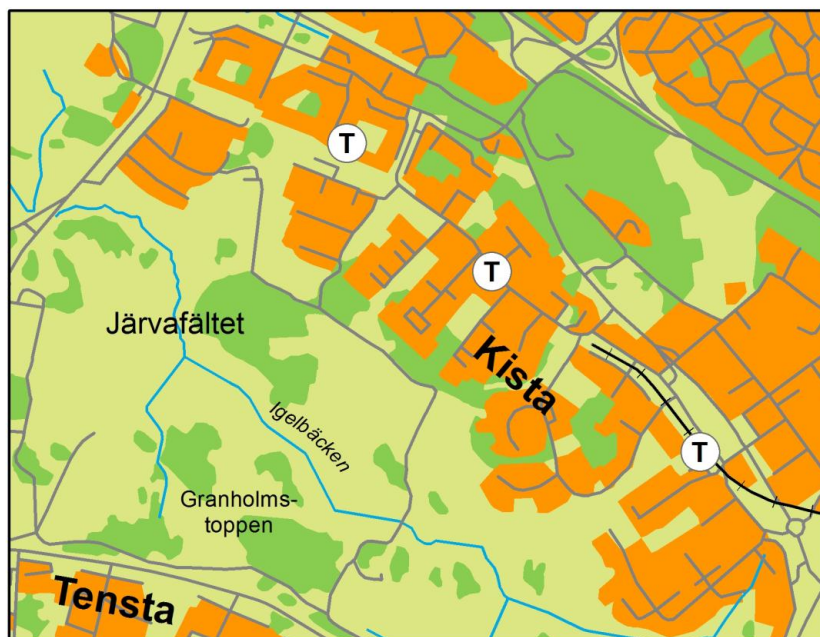 T
T
Järvafältet
Kista
Igelbäcken
T
Granholms-
toppen
Tensta